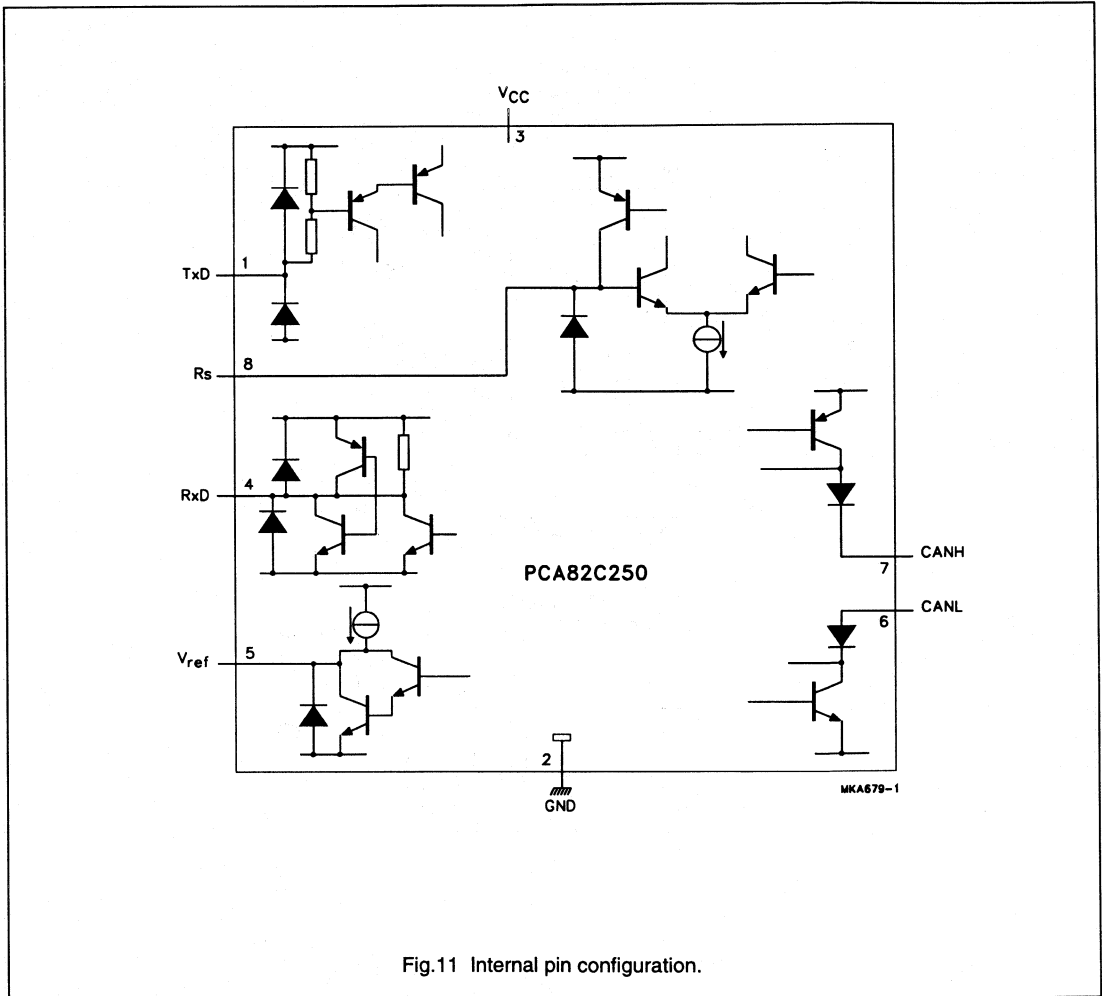 VCC
3
1
TxD
8
Rs
4
RxD
PCA82C250
CANH
7
CANL
6
5
Vref
2
GND
MKA679-1
Fig.11 Internal pin configuration.